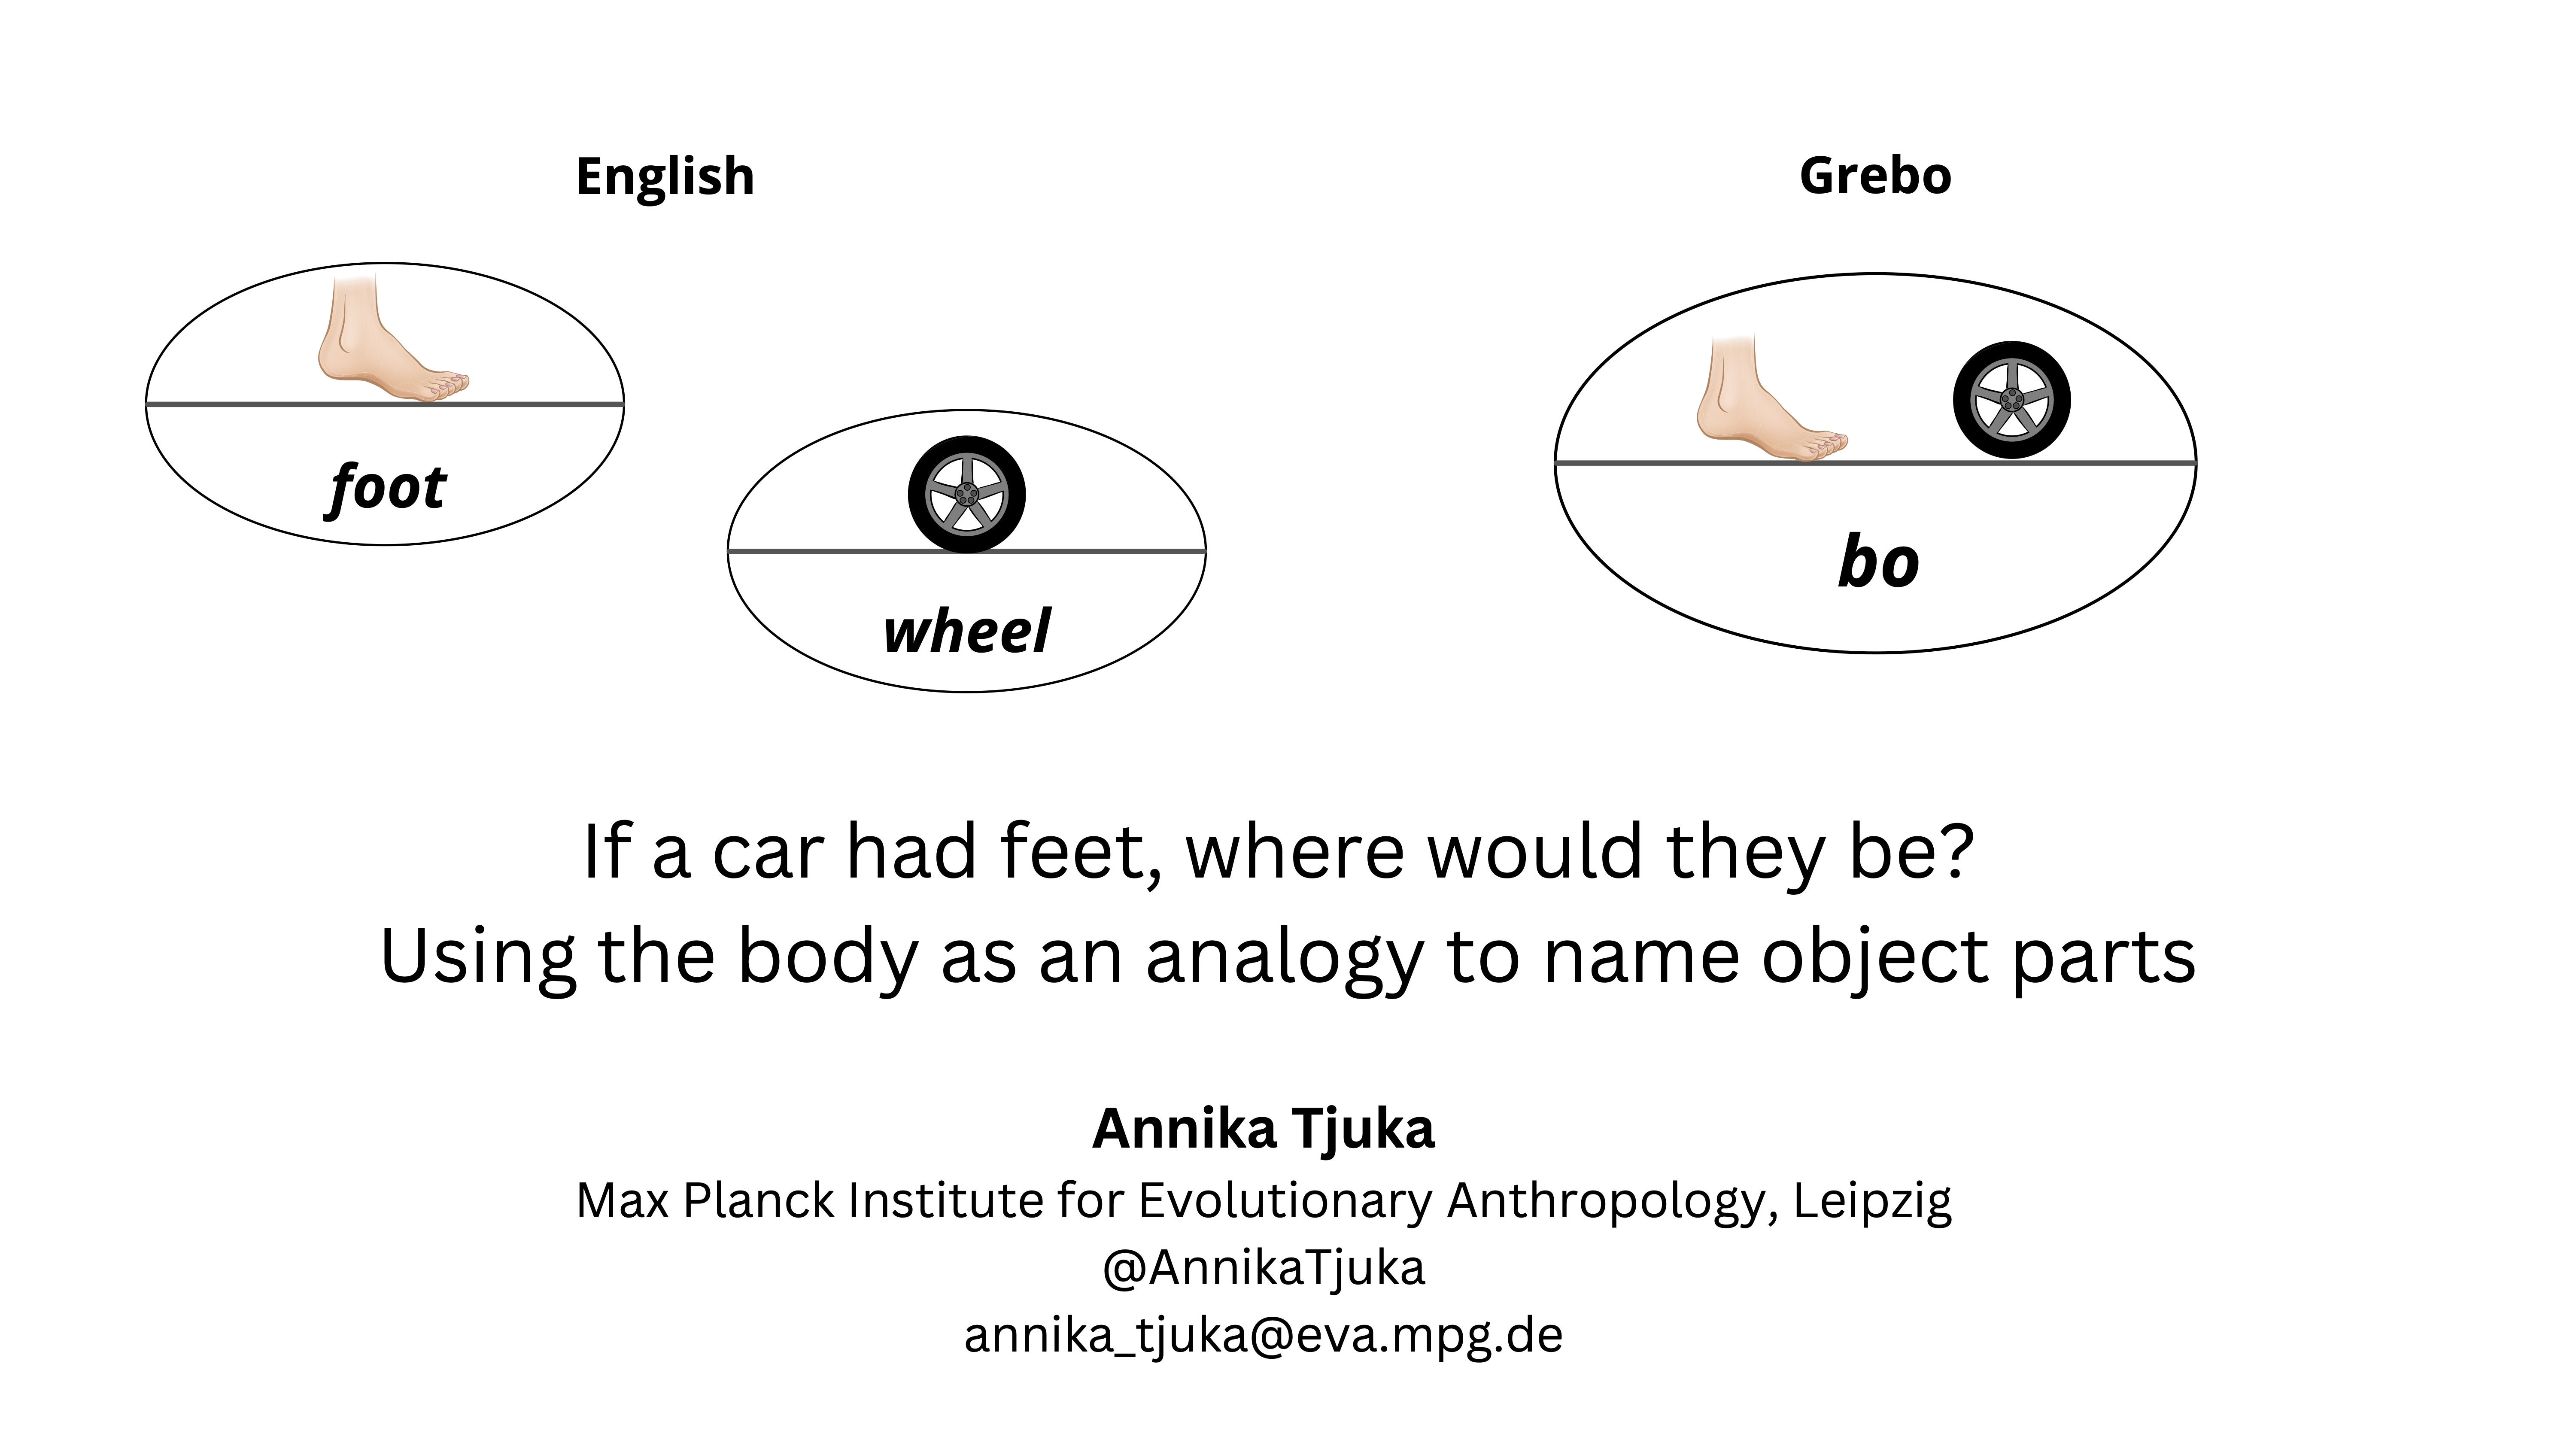 English
foot
wheel
Grebo
bo
If a car had feet, where would they be?
Using the body as an analogy to name object parts
Annika Tjuka
Max Planck Institute for Evolutionary Anthropology, Leipzig
@AnnikaTjuka
annika_tjuka@eva.mpg.de